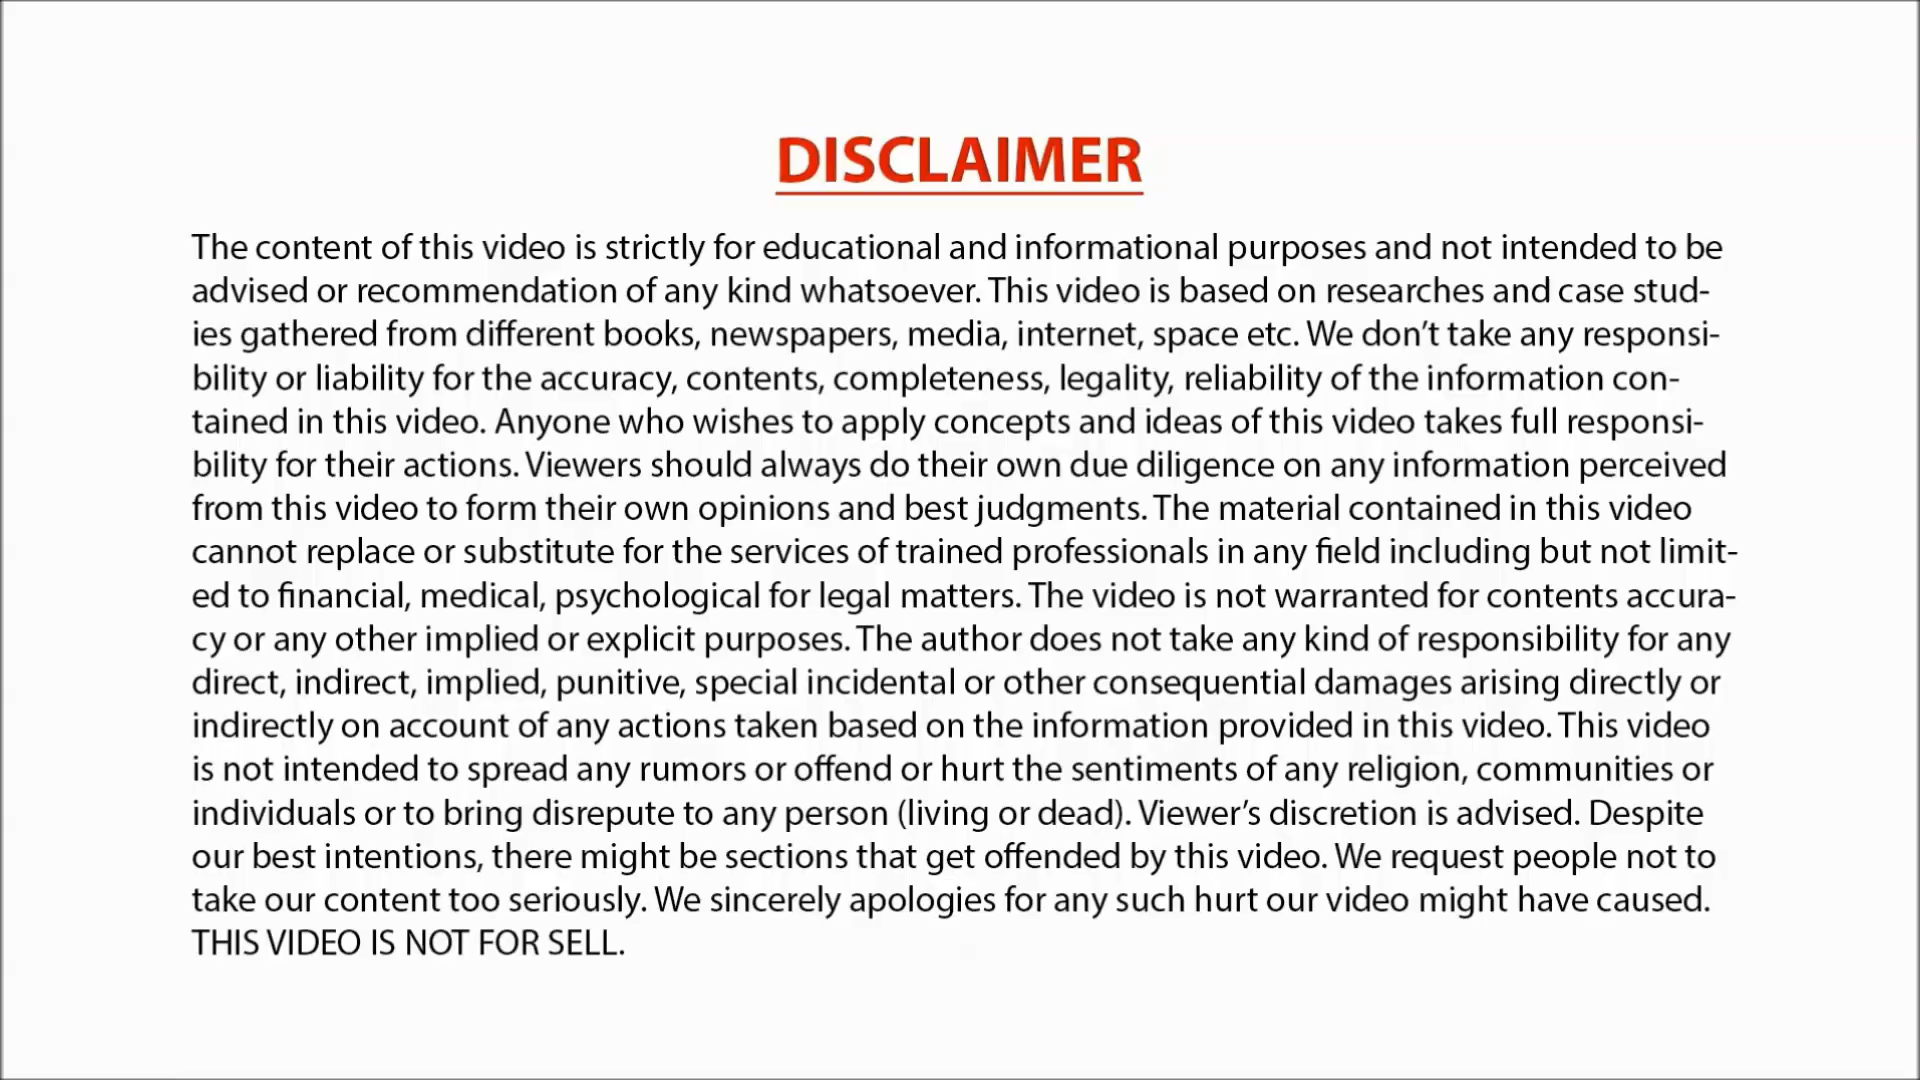 DISCLAIMER
The content of this video is strictly for educational and informational purposes and not intended to be
advised or recommendation of any kind whatsoever. This video is based on researches and case stud-
ies gathered from different books, newspapers, media, internet, space etc. We don’t take any responsi-
bility or liability for the accuracy, contents, completeness, legality, reliability of the information con-
tained in this video. Anyone who wishes to apply concepts and ideas of this video takes full responsi-
bility for their actions. Viewers should always do their own due diligence on any information perceived
from this video to form their own opinions and best judgments. The material contained in this video
cannot replace or substitute for the services of trained professionals in any field including but not limit-
ed to financial, medical, psychological for legal matters. The video is not warranted for contents accura-
cy or any other implied or explicit purposes. The author does not take any kind of responsibility for any
direct, indirect, implied, punitive, special incidental or other consequential damages arising directly or
indirectly on account of any actions taken based on the information provided in this video. This video
is not intended to spread any rumors or offend or hurt the sentiments of any religion, communities or
individuals or to bring disrepute to any person (living or dead). Viewer’s discretion is advised. Despite
our best intentions, there might be sections that get offended by this video. We request people not to
take our content too seriously. We sincerely apologies for any such hurt our video might have caused.
THIS VIDEO IS NOT FOR SELL.